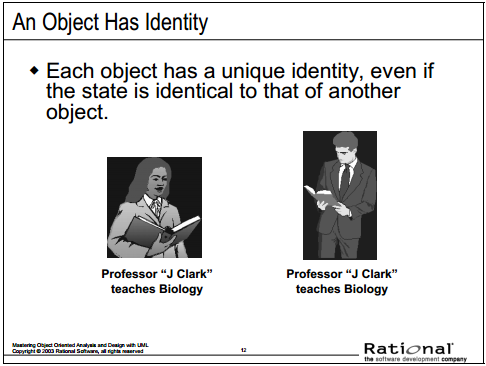 An Object Has Identity
◆ Each object has a unique identity, even if
the state is identical to that of another
object.
Professor “J Clark”
teaches Biology
Professor “J Clark”
teaches Biology
Mastering Object Oriented Analysis and Design with UML
Copyright © 2003 Rational Software, all rights reserved
12
Rational®
the software development company